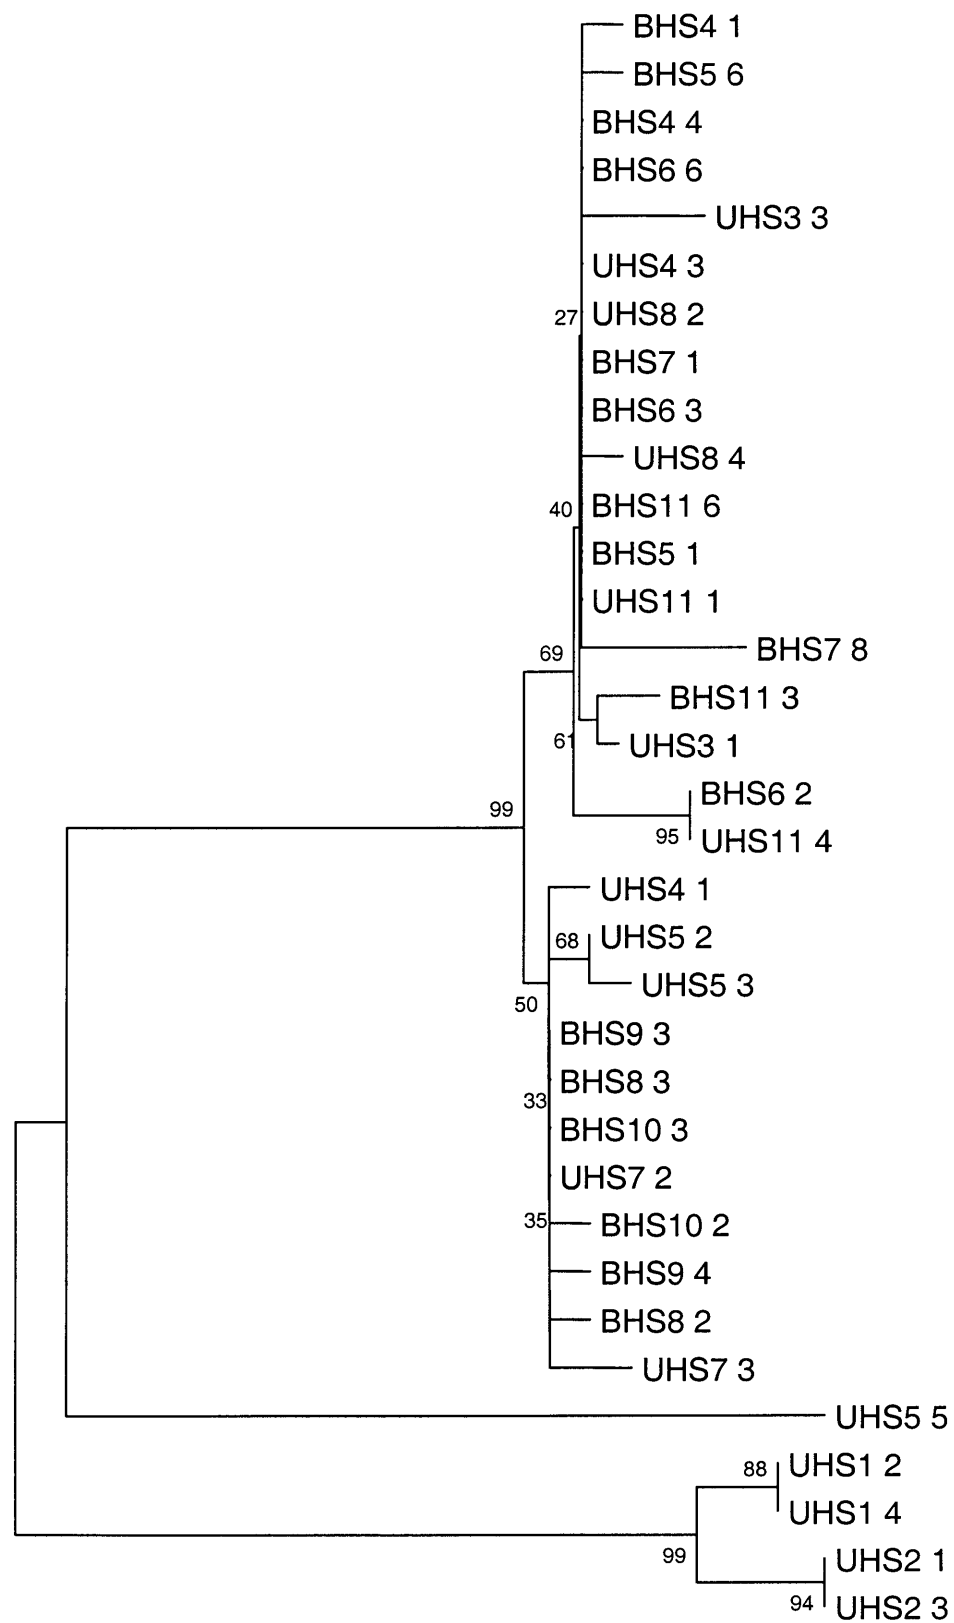 BHS4 1
BHS5 6
BHS4 4
BHS6 6
UHS3 3
UHS4 3
27
UHS8 2
BHS7 1
BHS6 3
UHS8 4
40
BHS11 6
BHS5 1
UHS11 1
69
BHS7 8
BHS11 3
61
UHS3 1
BHS6 2
99
95
UHS11 4
UHS4 1
68
UHS5 2
UHS5 3
50
BHS9 3
BHS8 3
33
BHS10 3
UHS7 2
35
BHS10 2
BHS9 4
BHS8 2
UHS7 3
UHS5 5
88
UHS1 2
UHS1 4
99
UHS2 1
94
UHS2 3